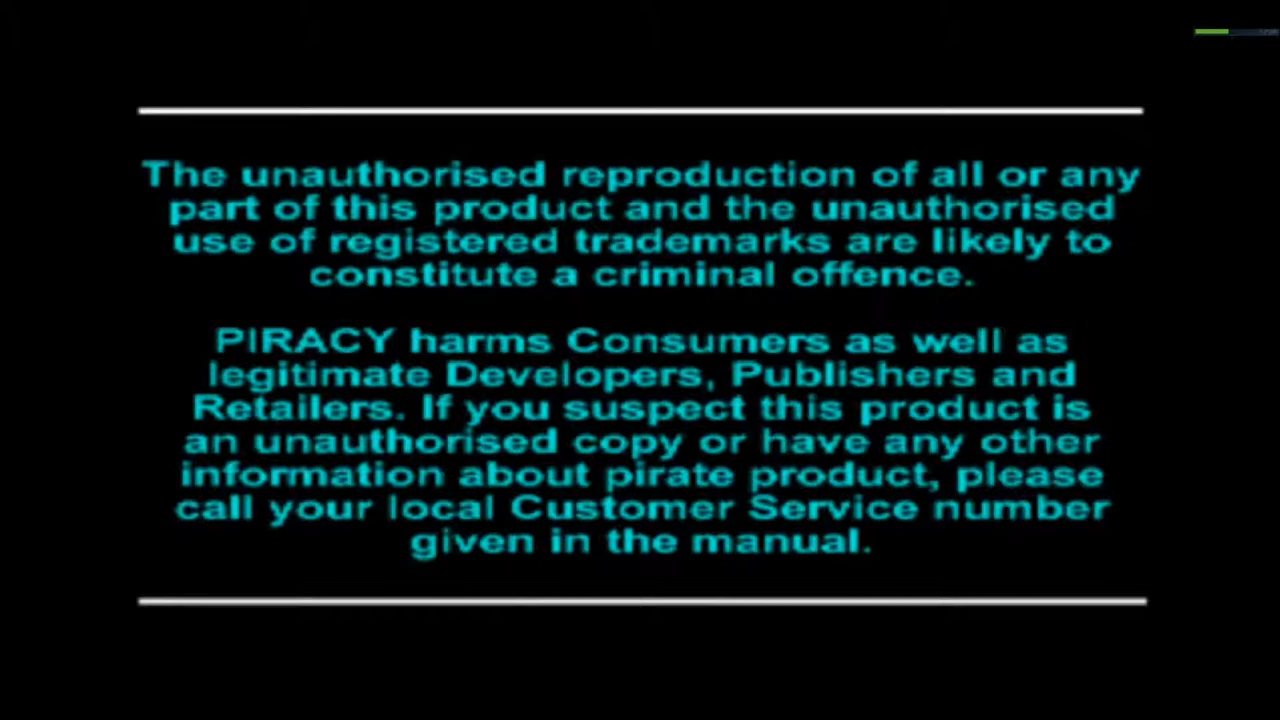 The unauthorised reproduction of all or any
part of this product and the unauthorised
use of registered trademarks are likely to
constitute a criminal offence.
PIRACY harms Consumers as well as
legitimate Developers, Publishers and
Retailers. If you suspect this product is
an unauthorised copy or have any other
information about pirate product, please
call your local Customer Service number
given in the manual.